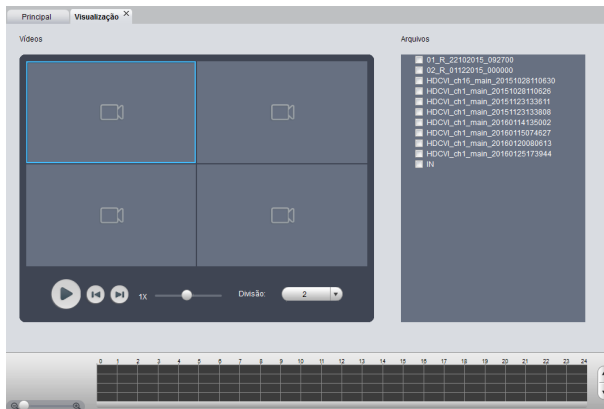 Principal
Visualização
Vídeos
Arquivos
01_R_22102015_092700
02_R_01122015_000000
HDCVI_ch16_main_20151028110630
HDCVI_ch1_main_20151028110626
HDCVI_ch1_main_20151123133611
HDCVI_ch1_main_20151123133808
HDCVI_ch1_main_20160114135002
HDCVI_ch1_main_20160115074627
HDCVI_ch1_main_20160120080613
HDCVI_ch1_main_20160125173944
IN
1X
Divisão:
2
0 1 2 3 4 5 6 7 8 9 10 11 12 13 14 15 16 17 18 19 20 21 22 23 24